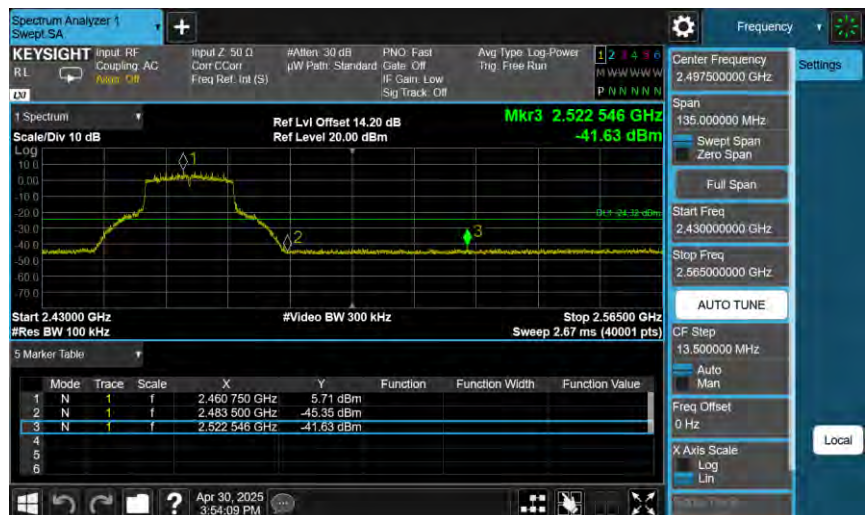 Spectrum Analyzer 1
Swept SA
+
Frequency
KEYSIGHT
RL
LXI
Input: RF
Coupling: AC
Align: Off
Input Z: 50 Ω
Corr CCorr
Freq Ref: Int (S)
#Atten: 30 dB
µW Path: Standard
PNO: Fast
Gate: Off
IF Gain: Low
Sig Track: Off
Avg Type: Log-Power
Trig: Free Run
1 2 3 4 5 6
M W W W W W
P N N N N N
1 Spectrum
Scale/Div 10 dB
Ref Lvl Offset 14.20 dB
Ref Level 20.00 dBm
Mkr3 2.522 546 GHz
-41.63 dBm
Log
10.0
0.00
-10.0
-20.0
-30.0
-40.0
-50.0
-60.0
-70.0
1
2
3
DL1 -24.32 dBm
Start 2.43000 GHz
#Res BW 100 kHz
#Video BW 300 kHz
Stop 2.56500 GHz
Sweep 2.67 ms (40001 pts)
5 Marker Table
Mode Trace Scale X Y Function Function Width Function Value
1 N 1 f 2.460 750 GHz 5.71 dBm
2 N 1 f 2.483 500 GHz -45.35 dBm
3 N 1 f 2.522 546 GHz -41.63 dBm
4
5
6
?
Apr 30, 2025
3:54:09 PM
Center Frequency
2.497500000 GHz
Span
135.000000 MHz
Swept Span
Zero Span
Full Span
Start Freq
2.430000000 GHz
Stop Freq
2.565000000 GHz
AUTO TUNE
CF Step
13.500000 MHz
Auto
Man
Freq Offset
0 Hz
X Axis Scale
Log
Lin
Settings
Local